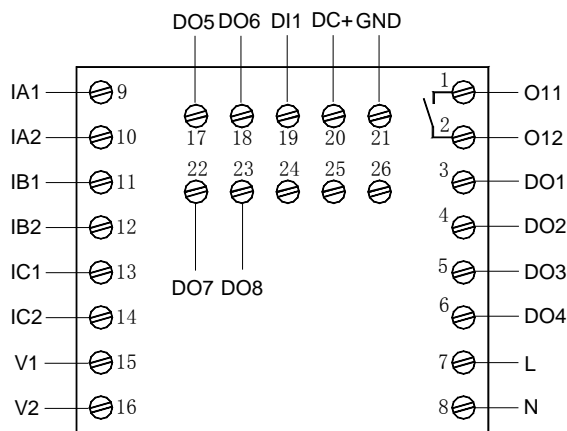 DO5 DO6 DI1 DC+ GND
IA1 9 1 O11
IA2 10 17 18 19 20 21 2 O12
IB1 11 22 23 24 25 26 3 DO1
IB2 12 4 DO2
IC1 13 DO7 DO8 5 DO3
IC2 14 6 DO4
V1 15 7 L
V2 16 8 N